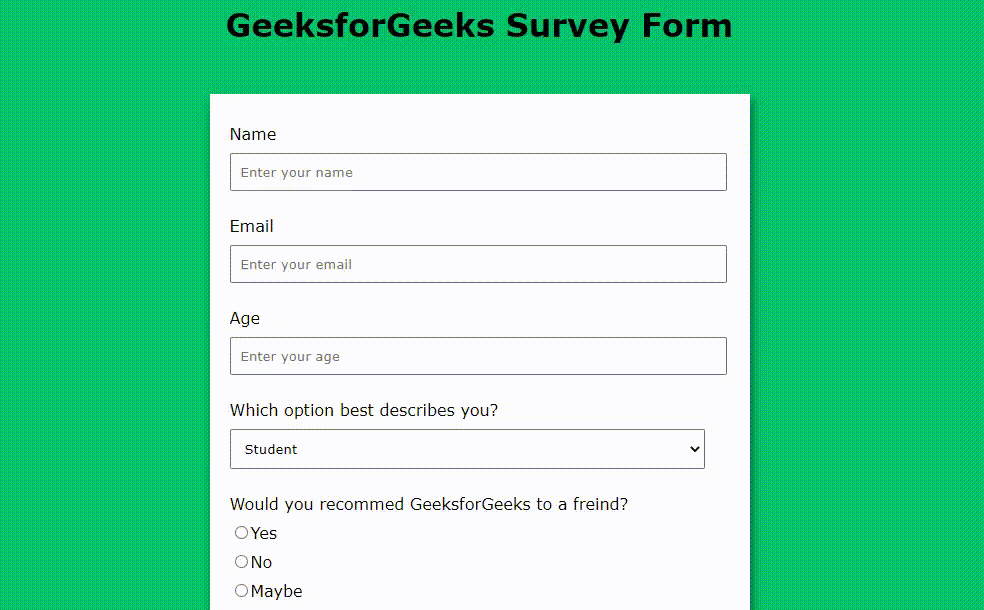 GeeksforGeeks Survey Form
Name
Enter your name
Email
Enter your email
Age
Enter your age
Which option best describes you?
Student
Would you recommed GeeksforGeeks to a freind?
Yes
No
Maybe